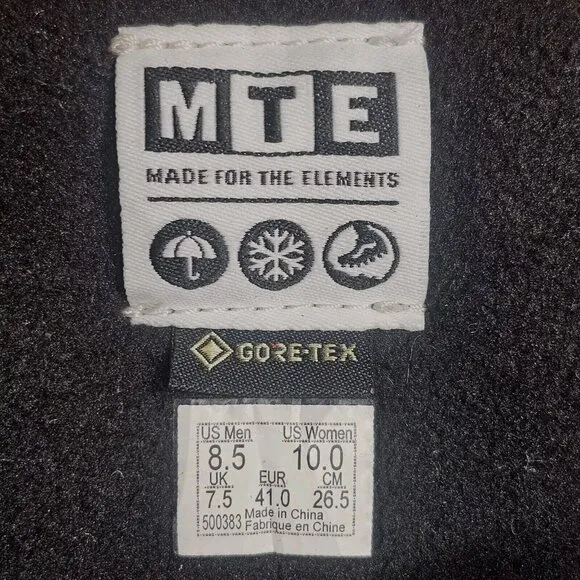 MTE
MADE FOR THE ELEMENTS
GORE-TEX
US Men US Women
8.5 10.0
UK EUR CM
7.5 41.0 26.5
500383 Made in China
Fabrique en Chine